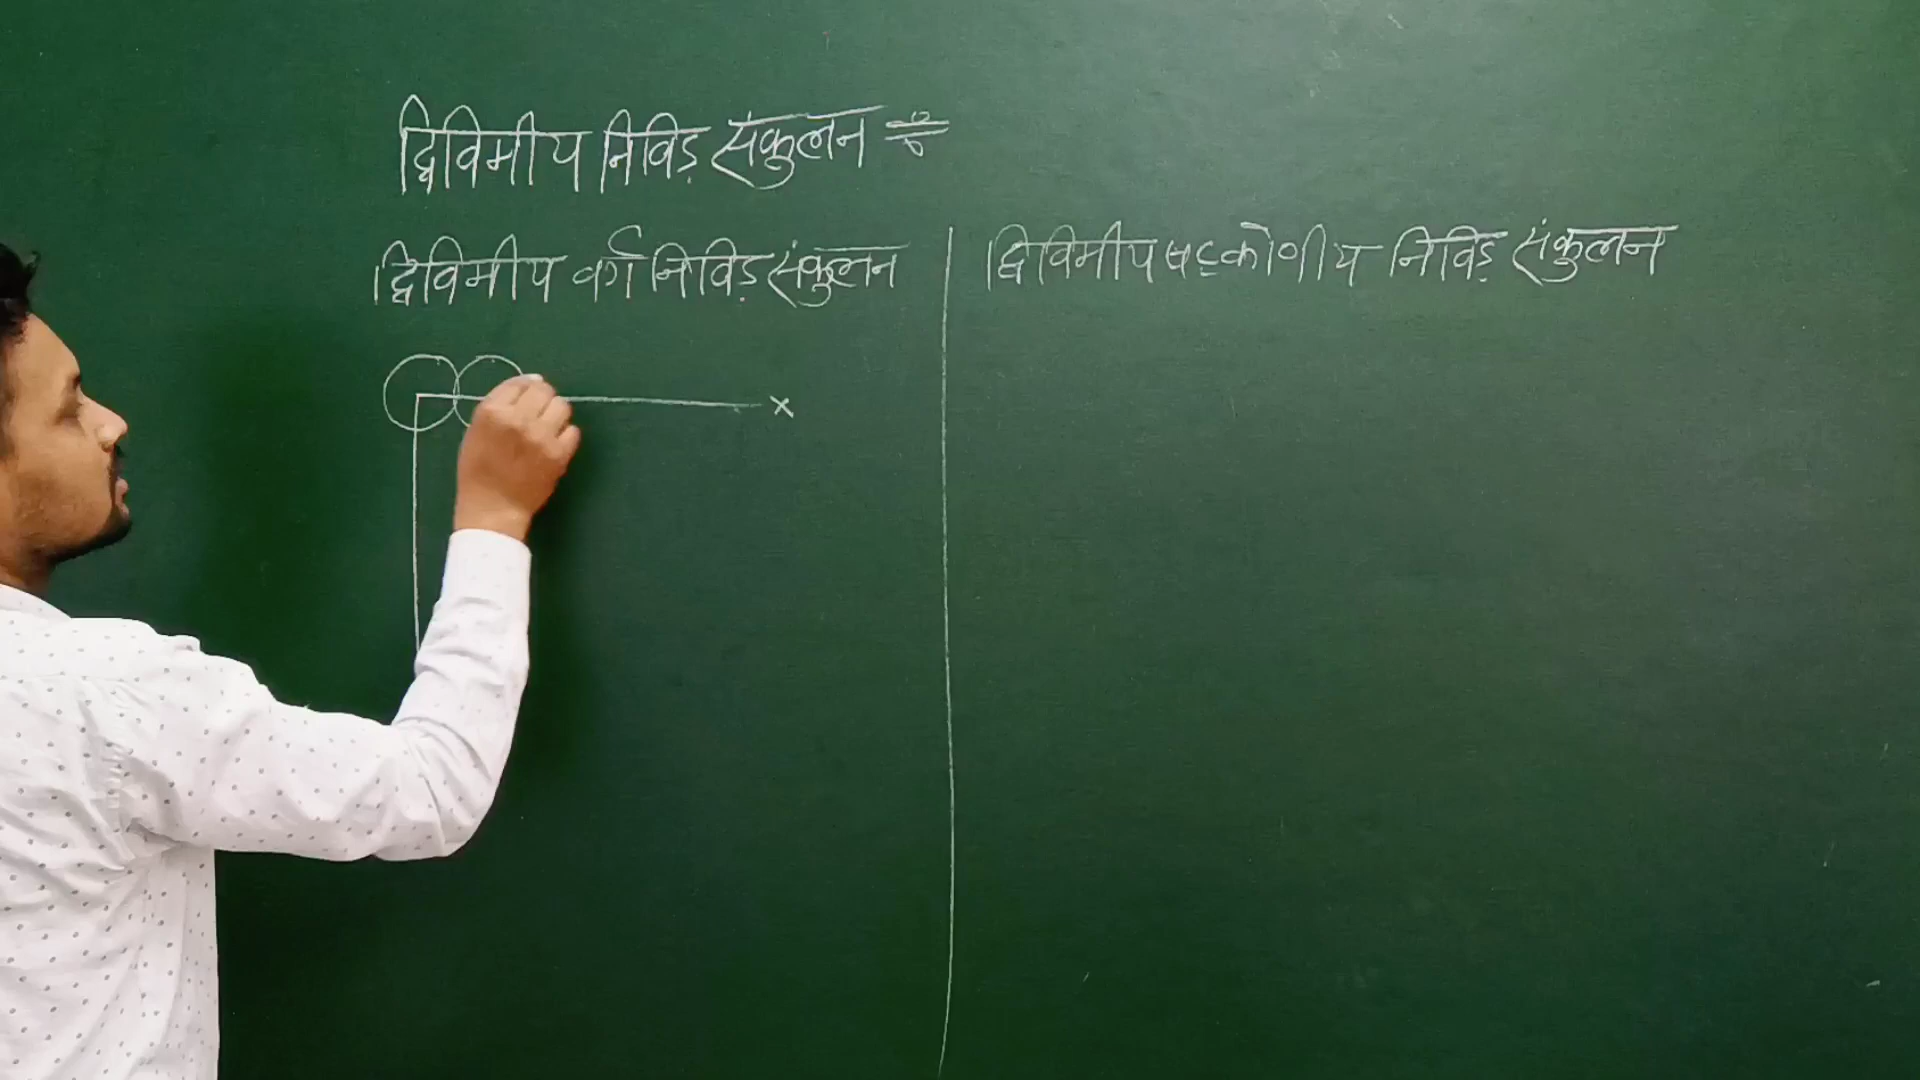 द्विविमीय निविड़ संकुलन ÷
द्विविमीय वर्ग निविड़ संकुलन
द्विविमीय षट्कोणीय निविड़ संकुलन
x